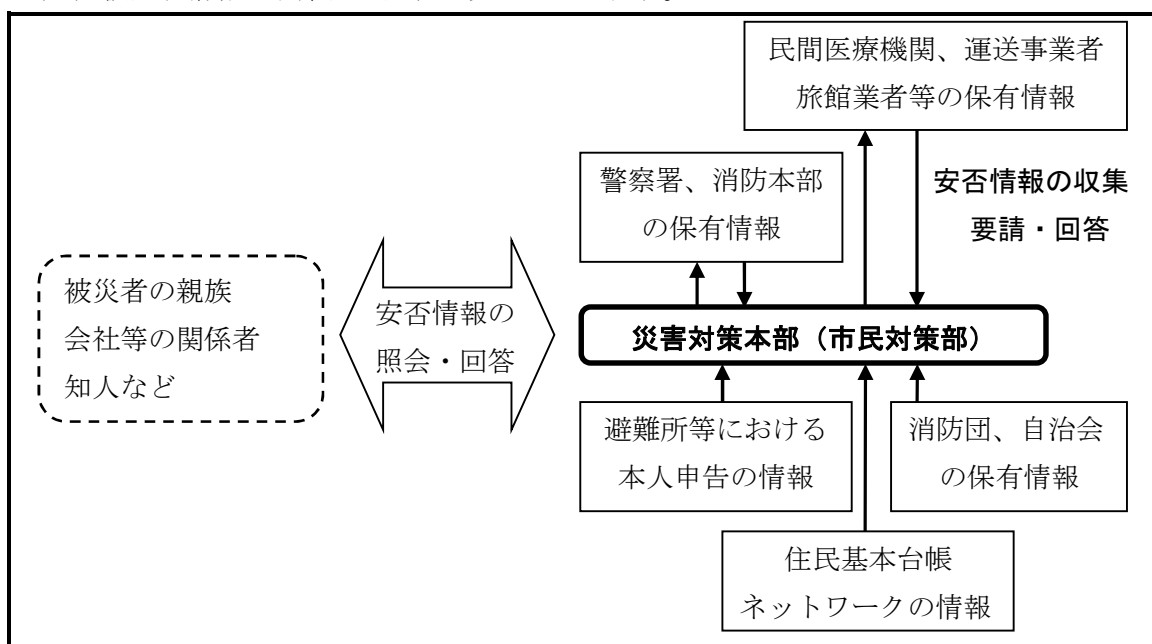 民間医療機関、運送事業者
旅館業者等の保有情報
警察署、消防本部
の保有情報
安否情報の収集
要請・回答
被災者の親族
会社等の関係者
知人など
安否情報の
照会・回答
災害対策本部（市民対策部）
避難所等における
本人申告の情報
消防団、自治会
の保有情報
住民基本台帳
ネットワークの情報